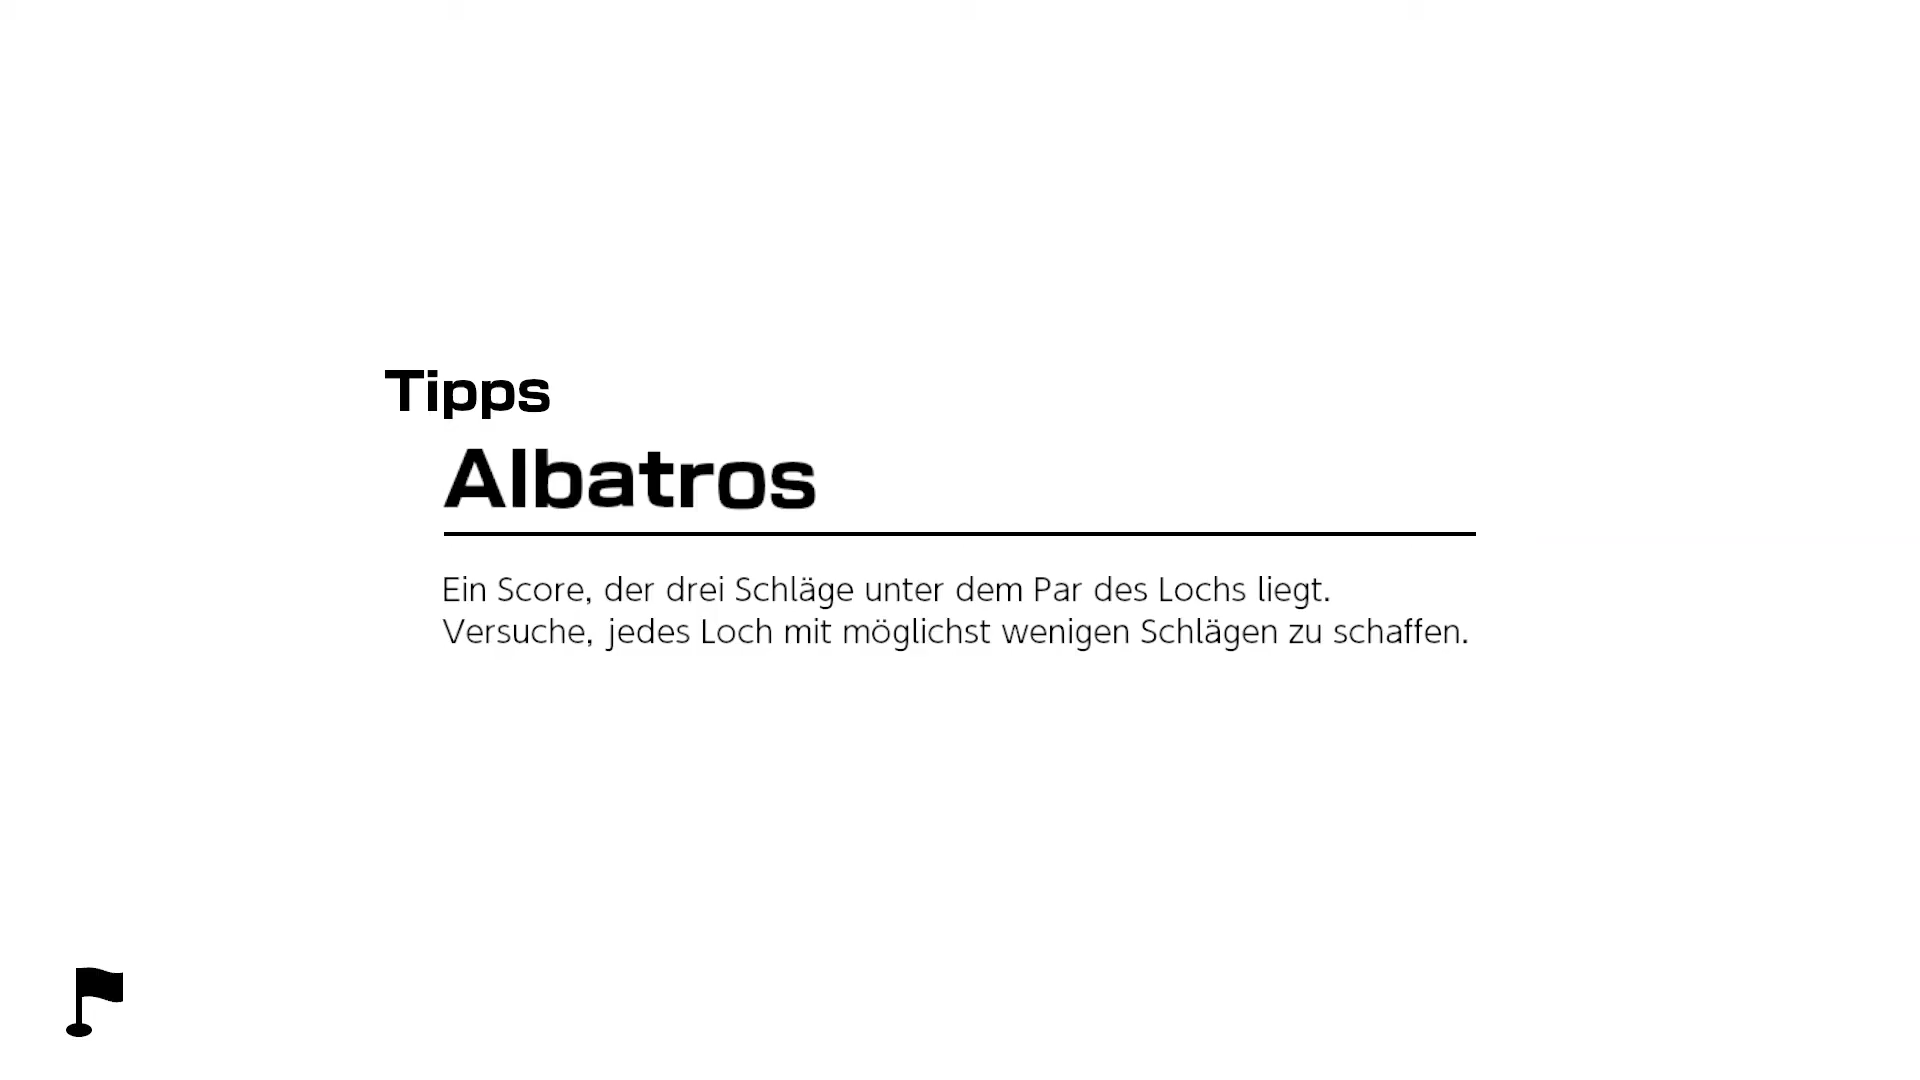 Tipps
Albatros
Ein Score, der drei Schläge unter dem Par des Lochs liegt.
Versuche, jedes Loch mit möglichst wenigen Schlägen zu schaffen.